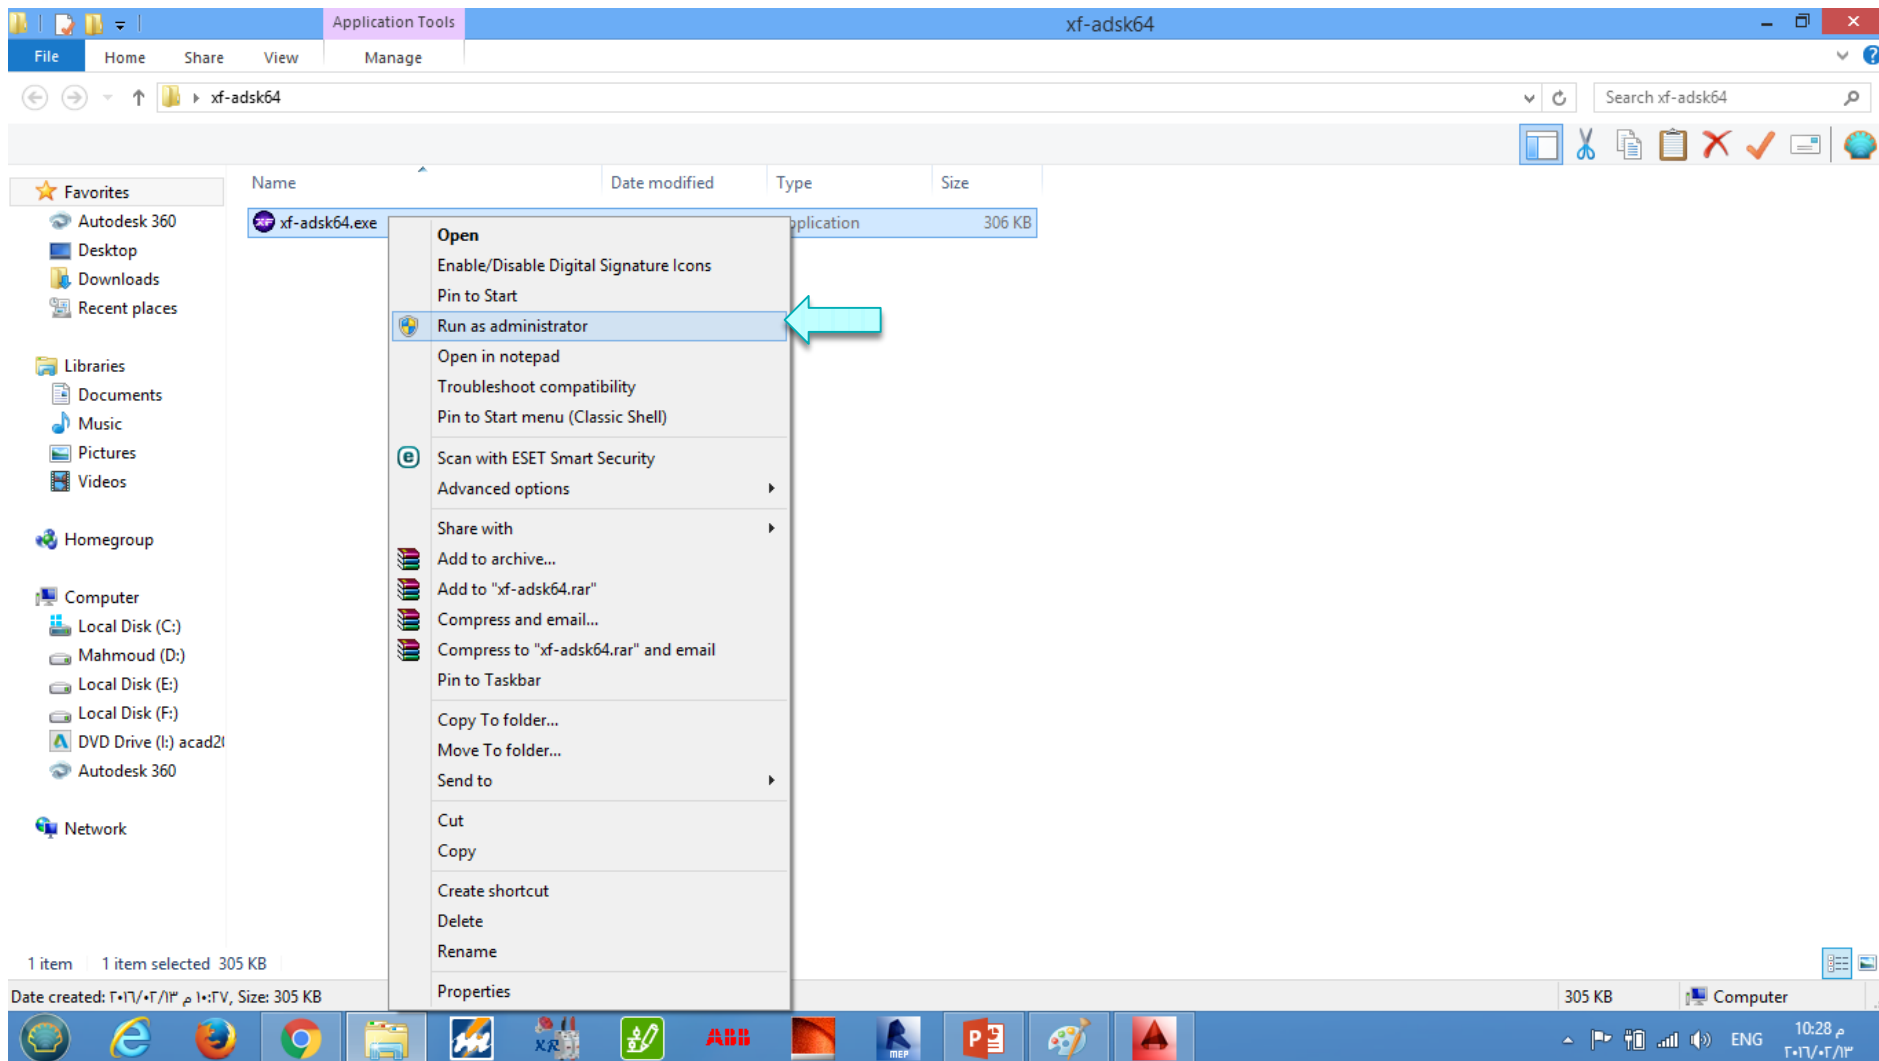 Application Tools
xf-adsk64
File Home Share View Manage
xf-adsk64
Search xf-adsk64
Name Date modified Type Size
Favorites
Autodesk 360
Desktop
Downloads
Recent places
Libraries
Documents
Music
Pictures
Videos
Homegroup
Computer
Local Disk (C:)
Mahmoud (D:)
Local Disk (E:)
Local Disk (F:)
DVD Drive (I:) acad20
Autodesk 360
Network
xf-adsk64.exe pplication 306 KB
Open
Enable/Disable Digital Signature Icons
Pin to Start
Run as administrator
Open in notepad
Troubleshoot compatibility
Pin to Start menu (Classic Shell)
Scan with ESET Smart Security
Advanced options
Share with
Add to archive...
Add to "xf-adsk64.rar"
Compress and email...
Compress to "xf-adsk64.rar" and email
Pin to Taskbar
Copy To folder...
Move To folder...
Send to
Cut
Copy
Create shortcut
Delete
Rename
Properties
1 item 1 item selected 305 KB
Date created: ٢٠١٦/٠٢/١٣ م ١٠:٢٧, Size: 305 KB
305 KB Computer
XR ABB MEP P
ENG 10:28 م
٢٠١٦/٠٢/١٣